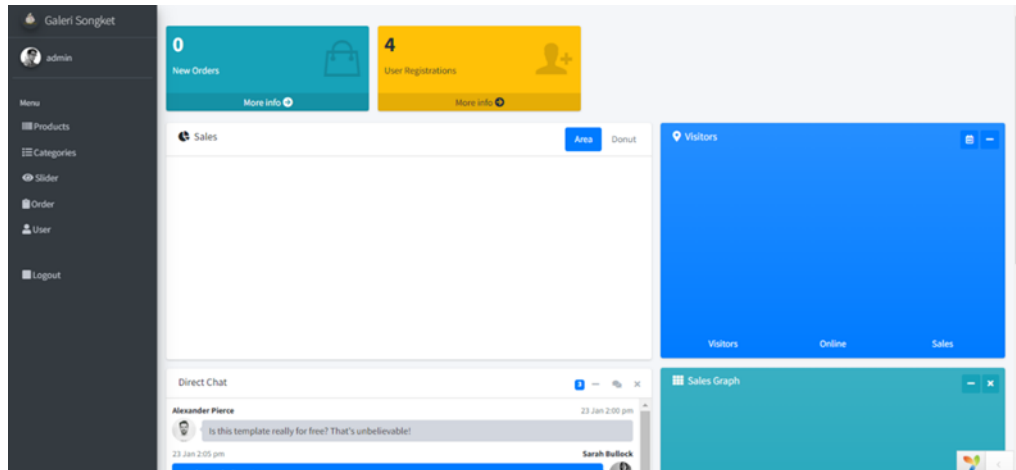 Galeri Songket
admin
Menu
Products
Categories
Slider
Order
User
Logout
0
New Orders
More info
4
User Registrations
More info
Sales
Area
Donut
Visitors
Visitors
Online
Sales
Direct Chat
3
Alexander Pierce
23 Jan 2:00 pm
Is this template really for free? That's unbelievable!
23 Jan 2:05 pm
Sarah Bullock
Sales Graph